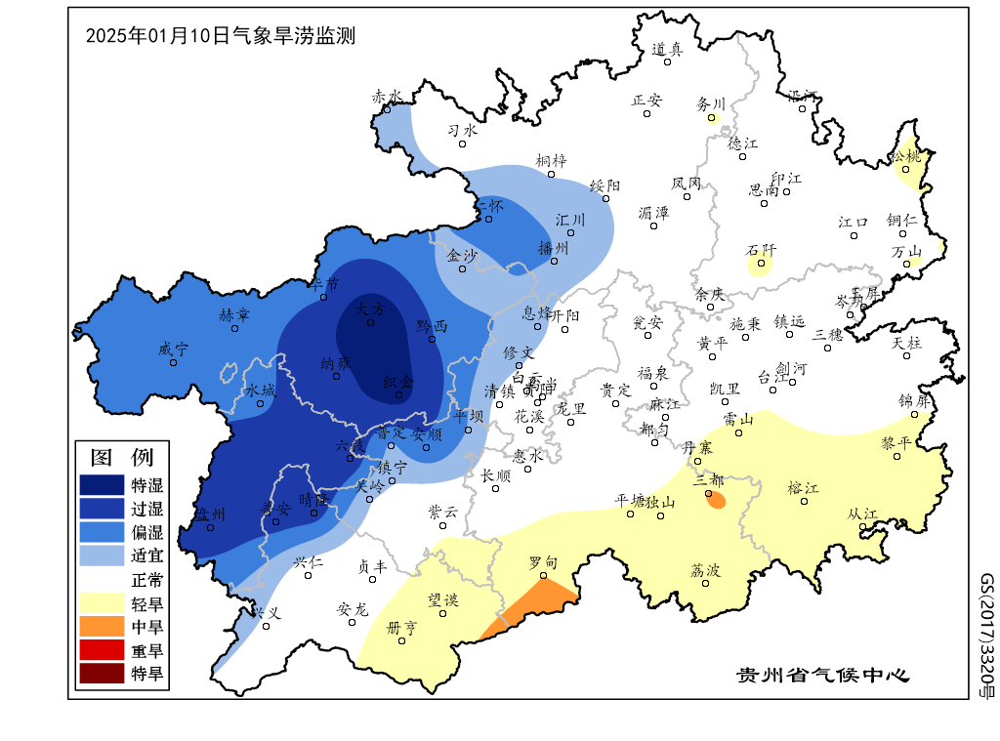 2025年01月10日气象旱涝监测
道真
赤水
正安
务川
沿河
习水
德江
松桃
桐梓
绥阳
凤冈
印江
思南
仁怀
汇川
湄潭
江口
铜仁
播州
金沙
石阡
万山
毕节
余庆
玉屏
岑巩
大方
赫章
黔西
息烽
开阳
瓮安
施秉
镇远
三穗
黄平
天柱
威宁
修文
纳雍
织金
白云
乌当
贵阳
清镇
福泉
剑河
台江
水城
贵定
凯里
锦屏
麻江
龙里
花溪
平坝
雷山
普定
安顺
都匀
六枝
惠水
丹寨
黎平
镇宁
长顺
关岭
三都
榕江
晴隆
普安
盘州
紫云
平塘
独山
从江
兴仁
贞丰
罗甸
荔波
望谟
安龙
兴义
册亨
图 例
特湿
过湿
偏湿
适宜
正常
轻旱
中旱
重旱
特旱
贵州省气候中心
GS(2017)3320号